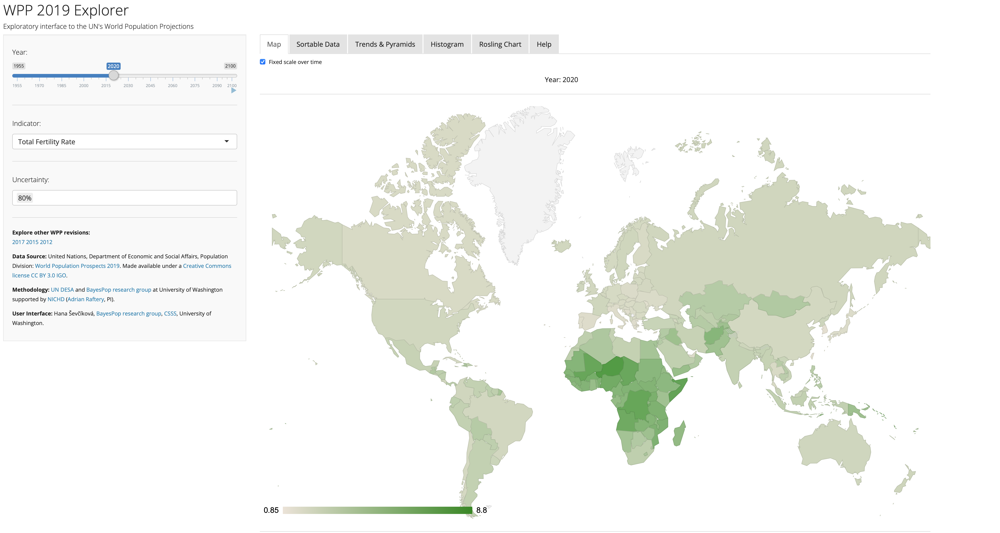 WPP 2019 Explorer
Exploratory interface to the UN's World Population Projections
Year:
1955 2020 2100
1955 1970 1985 2000 2015 2030 2045 2060 2075 2090 2100
Indicator:
Total Fertility Rate
Uncertainty:
80%
Explore other WPP revisions:
2017 2015 2012
Data Source: United Nations, Department of Economic and Social Affairs, Population
Division: World Population Prospects 2019. Made available under a Creative Commons
license CC BY 3.0 IGO.
Methodology: UN DESA and BayesPop research group at University of Washington
supported by NICHD (Adrian Raftery, PI).
User Interface: Hana Ševčíková, BayesPop research group, CSSS, University of
Washington.
Map Sortable Data Trends & Pyramids Histogram Rosling Chart Help
Fixed scale over time
Year: 2020
0.85 8.8